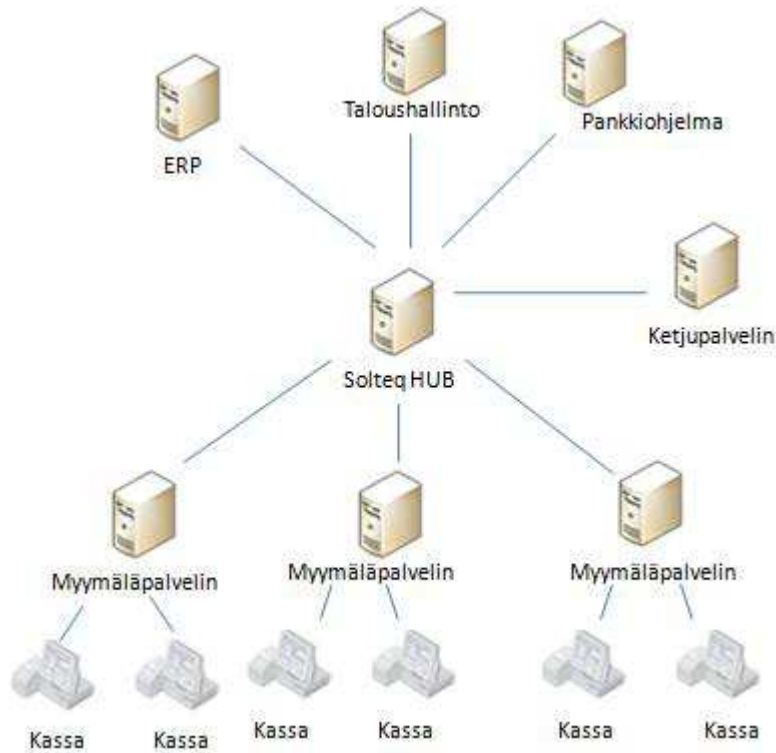 Taloushallinto
Pankkiohjelma
ERP
Ketjupalvelin
Solteq HUB
Myymäläpalvelin
Myymäläpalvelin
Myymäläpalvelin
Kassa
Kassa
Kassa
Kassa
Kassa
Kassa